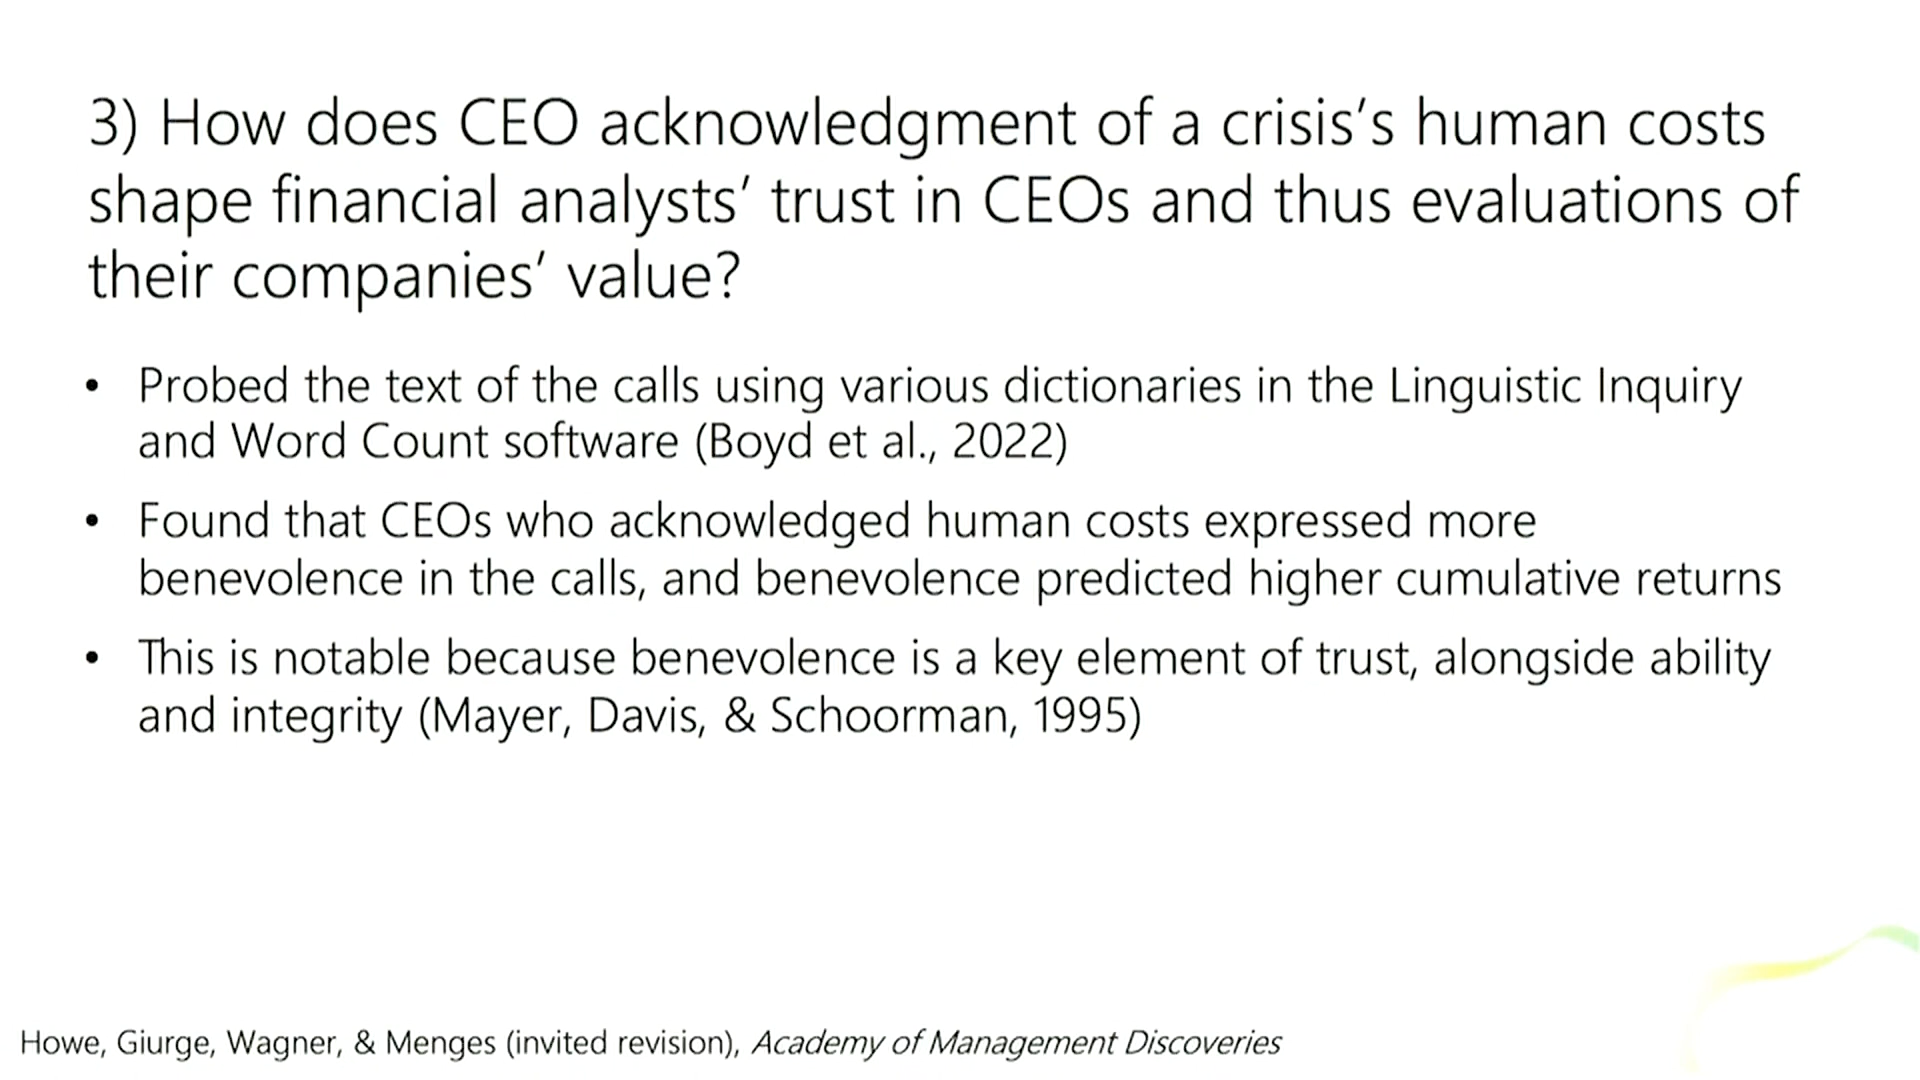 3) How does CEO acknowledgment of a crisis’s human costs
shape financial analysts’ trust in CEOs and thus evaluations of
their companies’ value?
• Probed the text of the calls using various dictionaries in the Linguistic Inquiry
and Word Count software (Boyd et al., 2022)
• Found that CEOs who acknowledged human costs expressed more
benevolence in the calls, and benevolence predicted higher cumulative returns
• This is notable because benevolence is a key element of trust, alongside ability
and integrity (Mayer, Davis, & Schoorman, 1995)
Howe, Giurge, Wagner, & Menges (invited revision), Academy of Management Discoveries